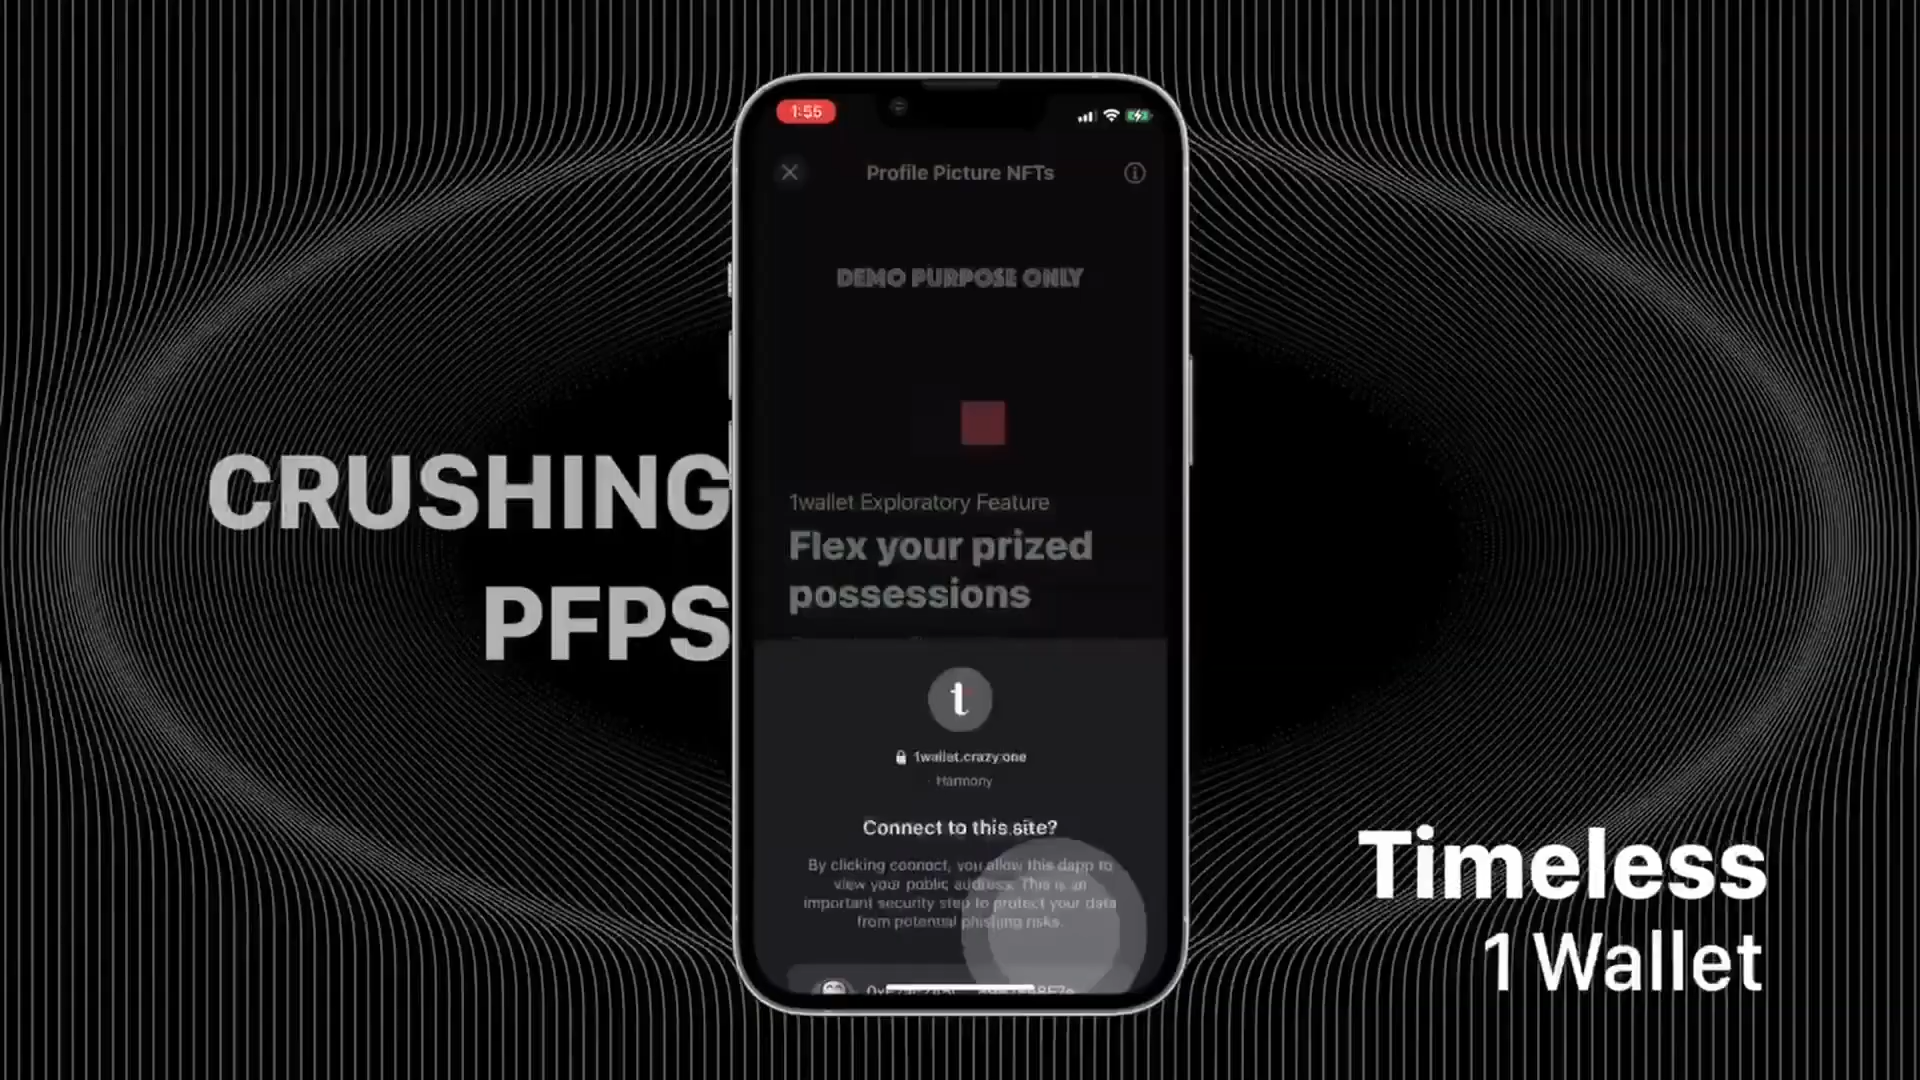 1:55
Profile Picture NFTs
DEMO PURPOSE ONLY
CRUSHING
PFPS
1wallet Exploratory Feature
Flex your prized
possessions
t
1wallet.crazy.one
Harmony
Connect to this site?
By clicking connect, you allow this dapp to
view your public address. This is an
important security step to protect your data
from potential phishing risks.
Timeless
1 Wallet